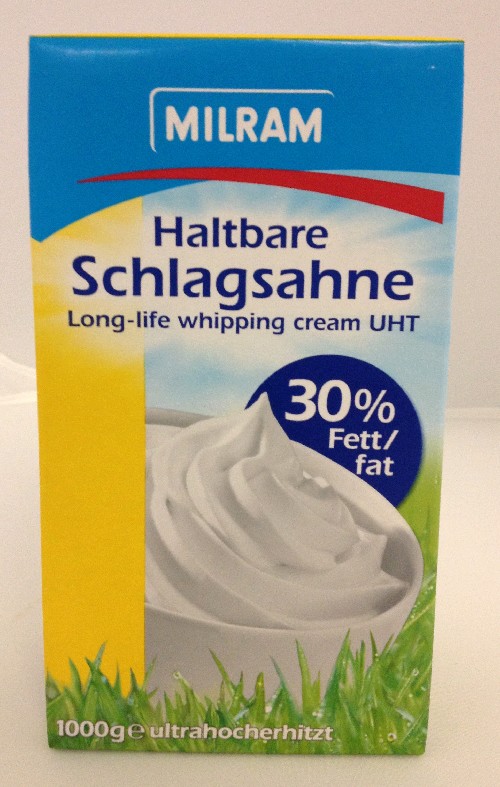 MILRAM
Haltbare
Schlagsahne
Long-life whipping cream UHT
30%
Fett/
fat
1000g℮ ultrahocherhitzt